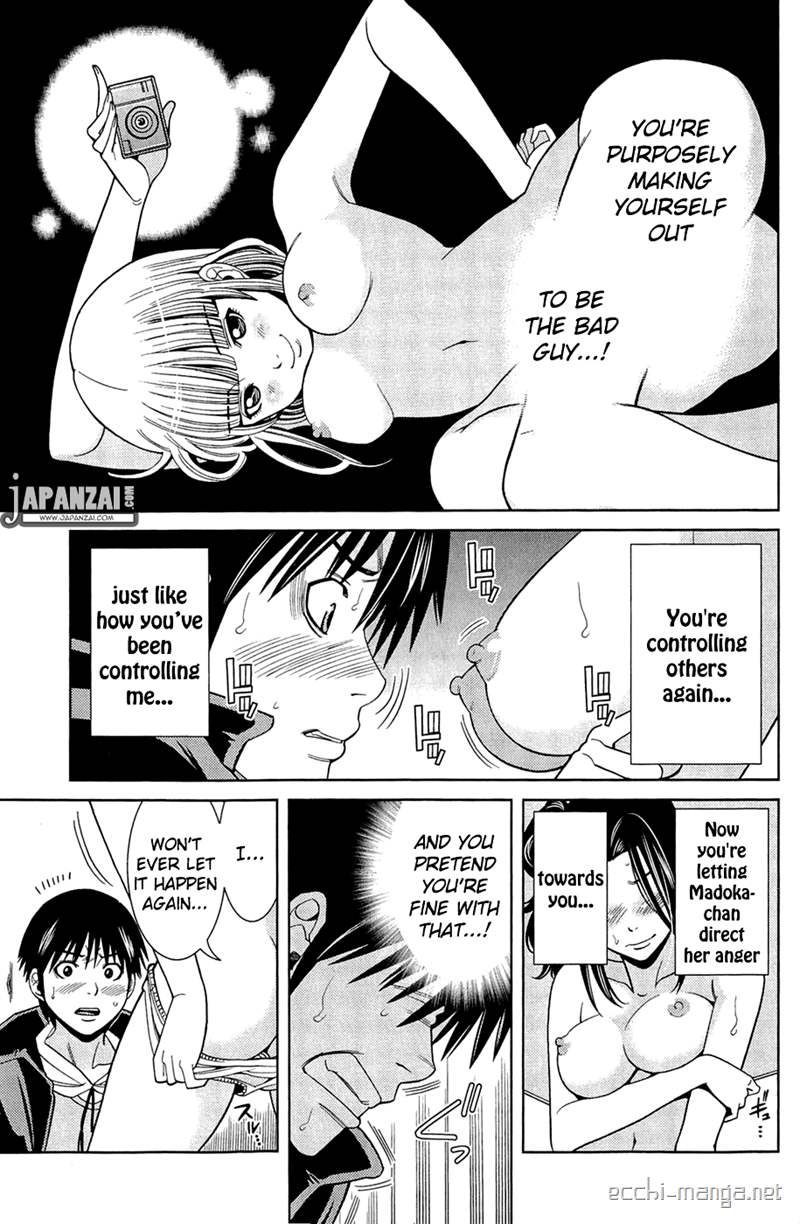 YOU'RE
PURPOSELY
MAKING
YOURSELF
OUT
TO BE
THE BAD
GUY...!
JAPANZAI.COM
WWW.JAPANZAI.COM
You're
controlling
others
again...
just like
how you've
been
controlling
me...
Now
you're
letting
Madoka-
chan
direct
her anger
towards
you...
AND YOU
PRETEND
YOU'RE
FINE WITH
THAT...!
I...
WON'T
EVER LET
IT HAPPEN
AGAIN...
ecchi-manga.net